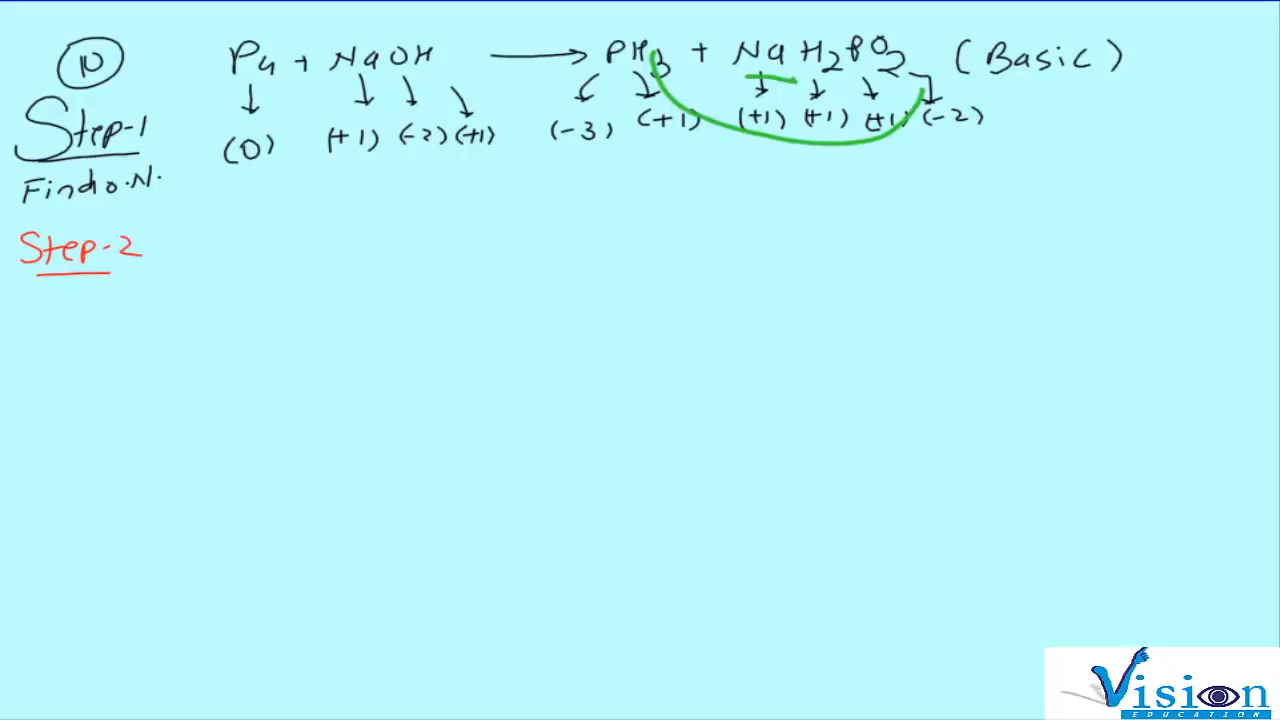 10 P4 + NaOH → PH3 + NaH2PO2 (Basic)
Step-1 (0) (+1) (-2) (+1) (-3) (+1) (+1) (+1) (+1) (-2)
Find O.N.
Step-2
Vision
EDUCATION